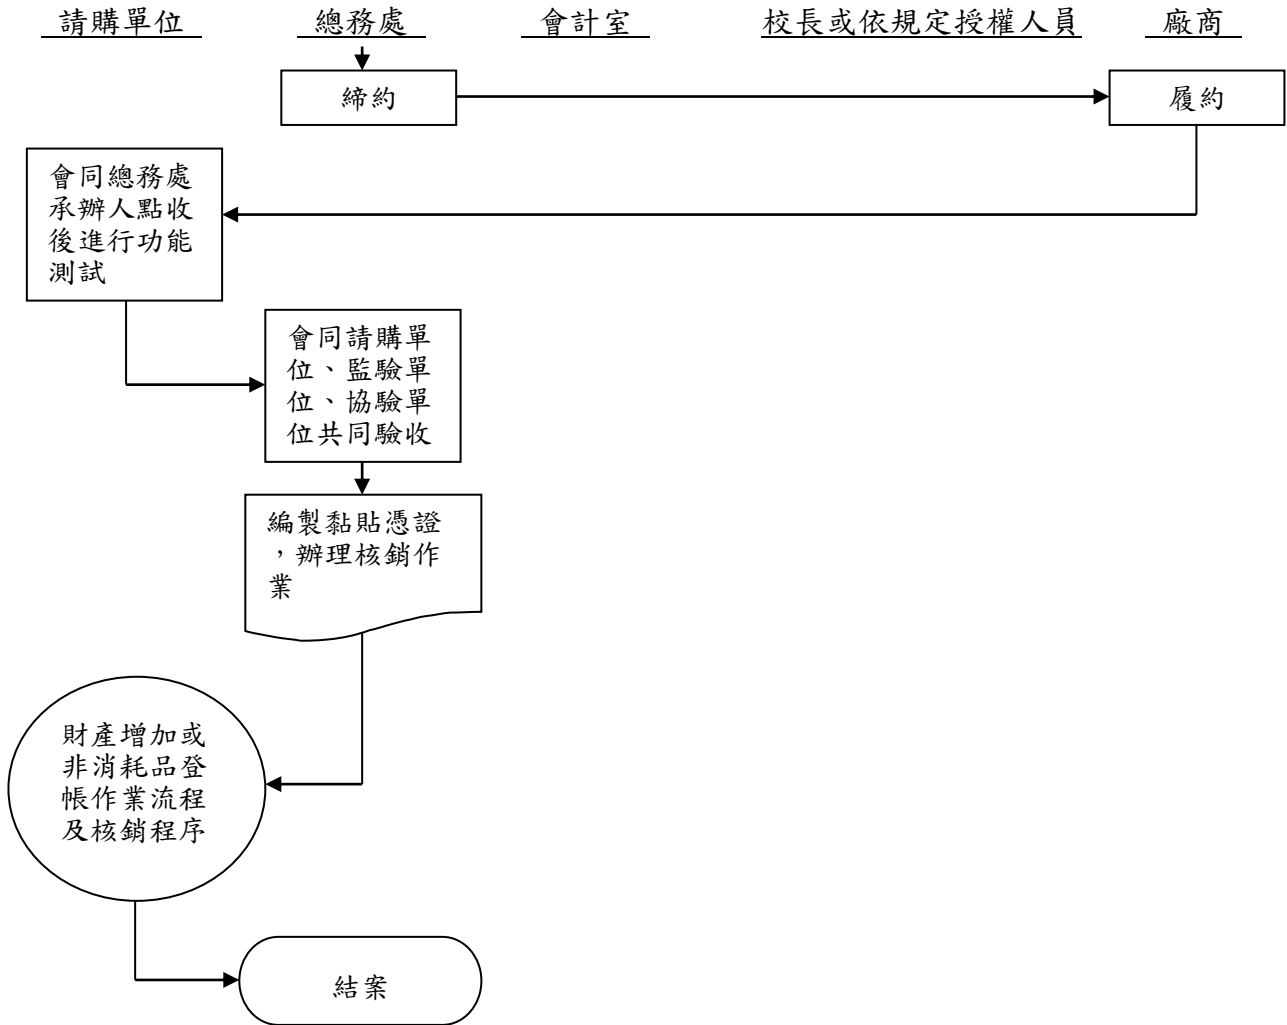 請購單位 總務處 會計室 校長或依規定授權人員 廠商
締約
履約
會同總務處
承辦人點收
後進行功能
測試
會同請購單
位、監驗單
位、協驗單
位共同驗收
編製黏貼憑證
，辦理核銷作
業
財產增加或
非消耗品登
帳作業流程
及核銷程序
結案